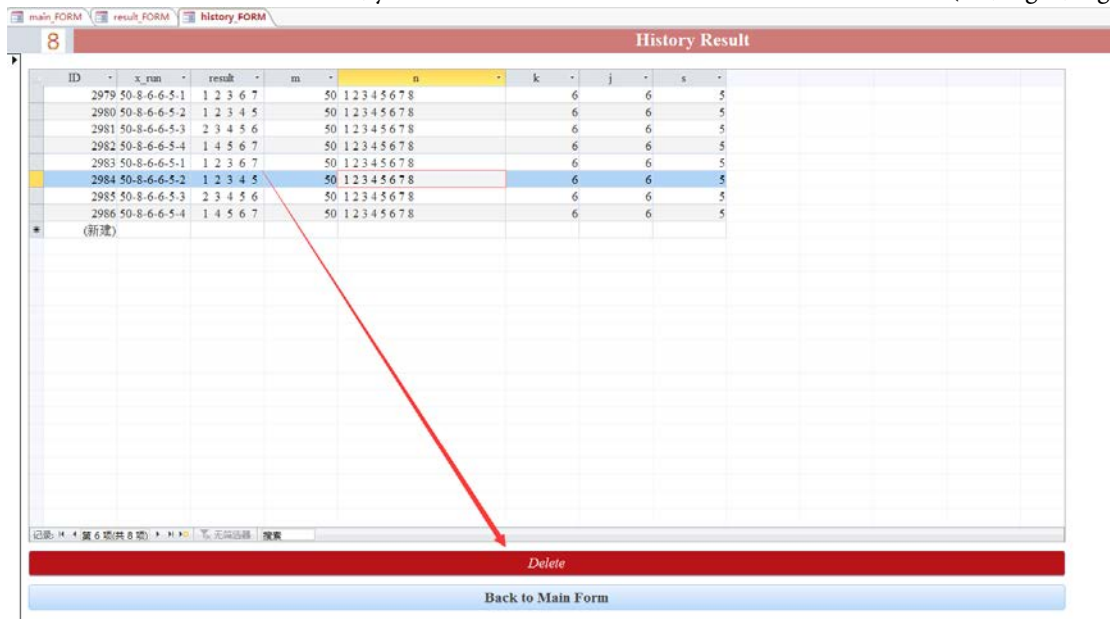 main_FORM result_FORM history_FORM
8 History Result
ID x_run result m n k j s
2979 50-8-6-6-5-1 1 2 3 6 7 50 1 2 3 4 5 6 7 8 6 6 5
2980 50-8-6-6-5-2 1 2 3 4 5 50 1 2 3 4 5 6 7 8 6 6 5
2981 50-8-6-6-5-3 2 3 4 5 6 50 1 2 3 4 5 6 7 8 6 6 5
2982 50-8-6-6-5-4 1 4 5 6 7 50 1 2 3 4 5 6 7 8 6 6 5
2983 50-8-6-6-5-1 1 2 3 6 7 50 1 2 3 4 5 6 7 8 6 6 5
2984 50-8-6-6-5-2 1 2 3 4 5 50 1 2 3 4 5 6 7 8 6 6 5
2985 50-8-6-6-5-3 2 3 4 5 6 50 1 2 3 4 5 6 7 8 6 6 5
2986 50-8-6-6-5-4 1 4 5 6 7 50 1 2 3 4 5 6 7 8 6 6 5
(新建)
记录: 第 6 项(共 8 项) 无筛选器 搜索
Delete
Back to Main Form